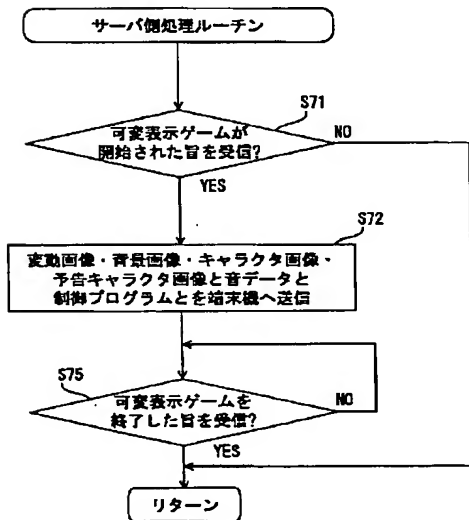 サーバ側処理ルーチン
S71
可変表示ゲームが
開始された旨を受信?
NO
YES
S72
変動画像・背景画像・キャラクタ画像・
予告キャラクタ画像と音データと
制御プログラムとを端末機へ送信
S75
可変表示ゲームを
終了した旨を受信?
NO
YES
リターン